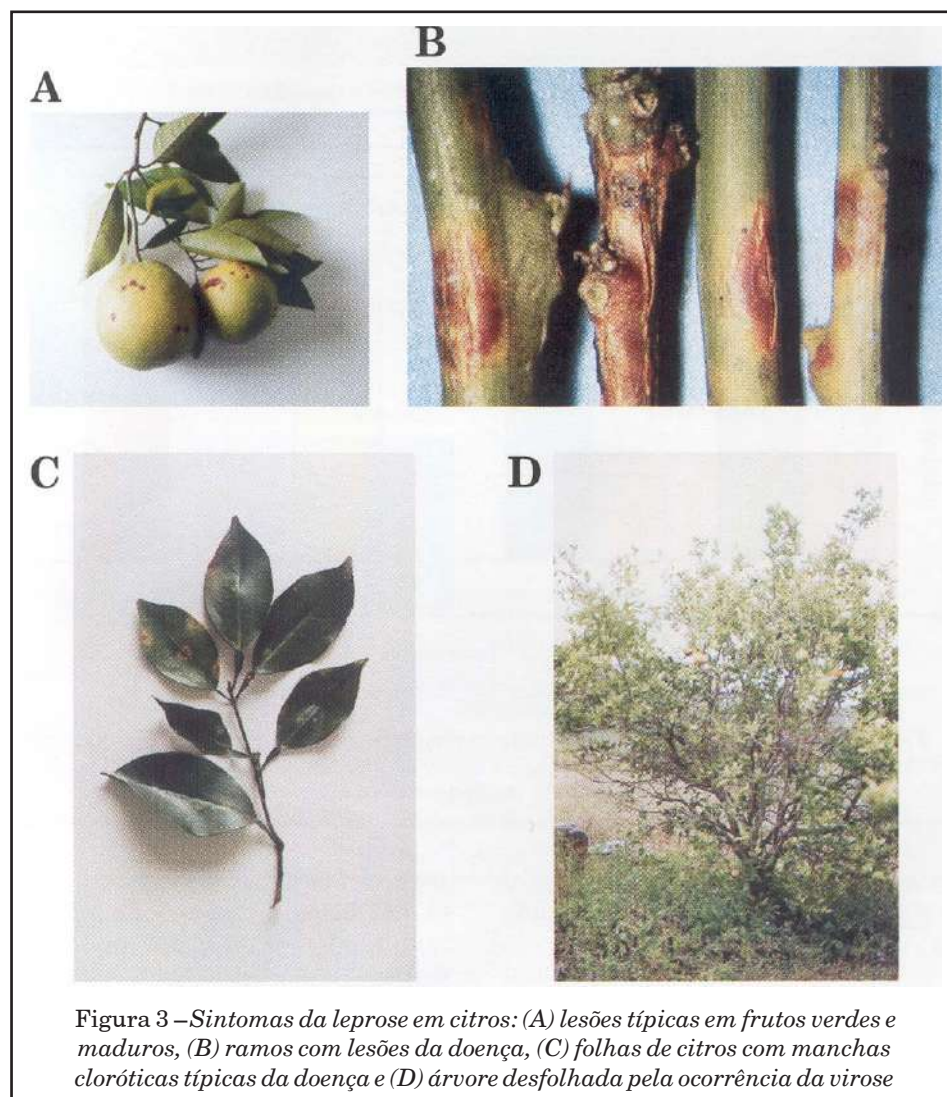 A
B
C
D
Figura 3 –Sintomas da leprose em citros: (A) lesões típicas em frutos verdes e
maduros, (B) ramos com lesões da doença, (C) folhas de citros com manchas
cloróticas típicas da doença e (D) árvore desfolhada pela ocorrência da virose